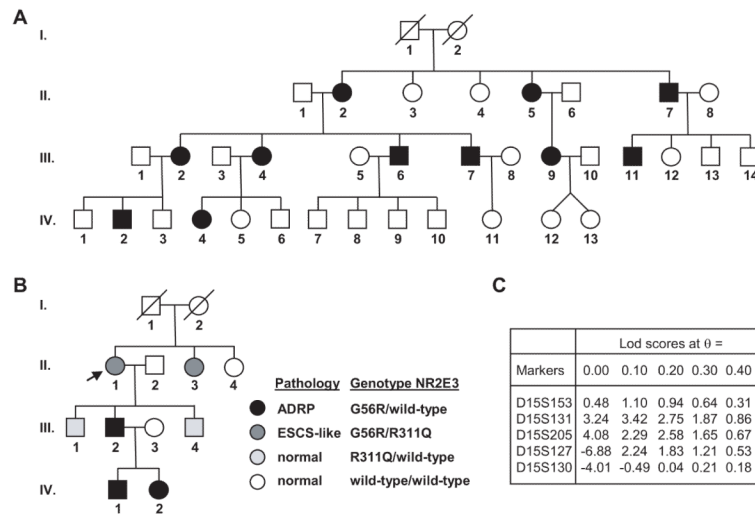 A
I.
1 2
II.
1 2 3 4 5 6 7 8
III.
1 2 3 4 5 6 7 8 9 10 11 12 13 14
IV.
1 2 3 4 5 6 7 8 9 10 11 12 13
B
I.
1 2
II.
1 2 3 4
III.
1 2 3 4
IV.
1 2
Pathology Genotype NR2E3
ADRP G56R/wild-type
ESCS-like G56R/R311Q
normal R311Q/wild-type
normal wild-type/wild-type
C
Lod scores at θ =
Markers 0.00 0.10 0.20 0.30 0.40
D15S153 0.48 1.10 0.94 0.64 0.31
D15S131 3.24 3.42 2.75 1.87 0.86
D15S205 4.08 2.29 2.58 1.65 0.67
D15S127 -6.88 2.24 1.83 1.21 0.53
D15S130 -4.01 -0.49 0.04 0.21 0.18